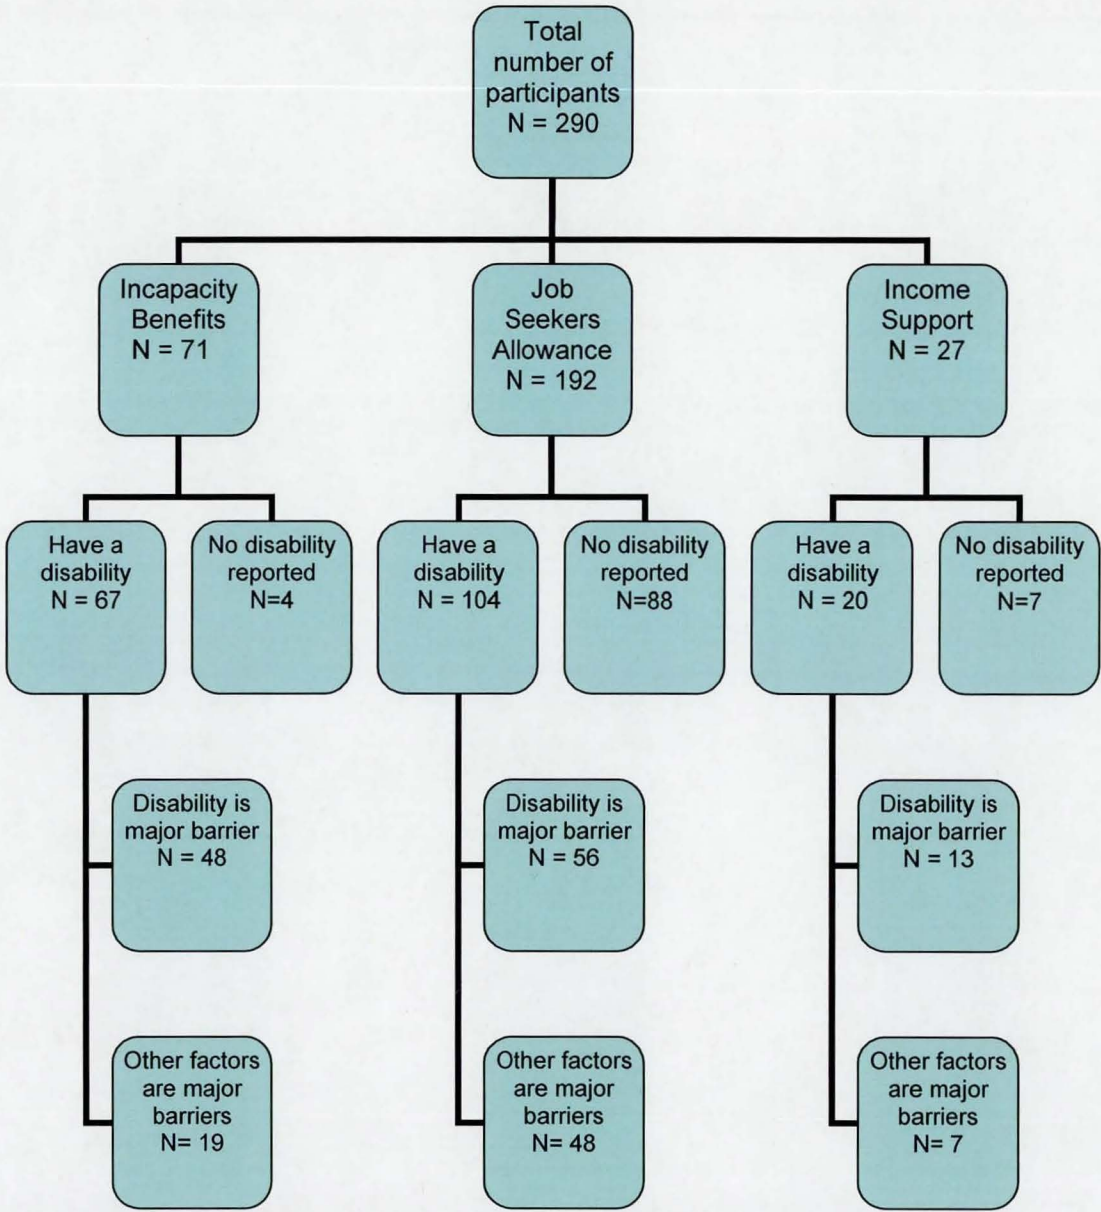 Total
number of
participants
N = 290
Incapacity
Benefits
N = 71
Job
Seekers
Allowance
N = 192
Income
Support
N = 27
Have a
disability
N = 67
No disability
reported
N=4
Have a
disability
N = 104
No disability
reported
N=88
Have a
disability
N = 20
No disability
reported
N=7
Disability is
major barrier
N = 48
Disability is
major barrier
N = 56
Disability is
major barrier
N = 13
Other factors
are major
barriers
N= 19
Other factors
are major
barriers
N= 48
Other factors
are major
barriers
N= 7